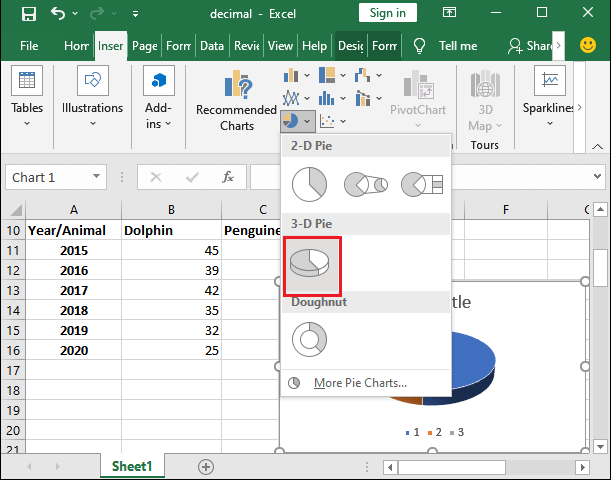 decimal - Excel
Sign in
File Hom Inser Page Form Data Revie View Help Desig Form Tell me Share
Tables
Illustrations
Add-
ins
Recommended
Charts
PivotChart
3D
Map
Tours
Sparklines
2-D Pie
3-D Pie
Doughnut
More Pie Charts...
Chart 1
fx
A B C F G
10 Year/Animal Dolphin Penguine
11 2015 45
12 2016 39
13 2017 42
14 2018 35
15 2019 32
16 2020 25
17
18
19
20
21
tle
1 2 3
Sheet1